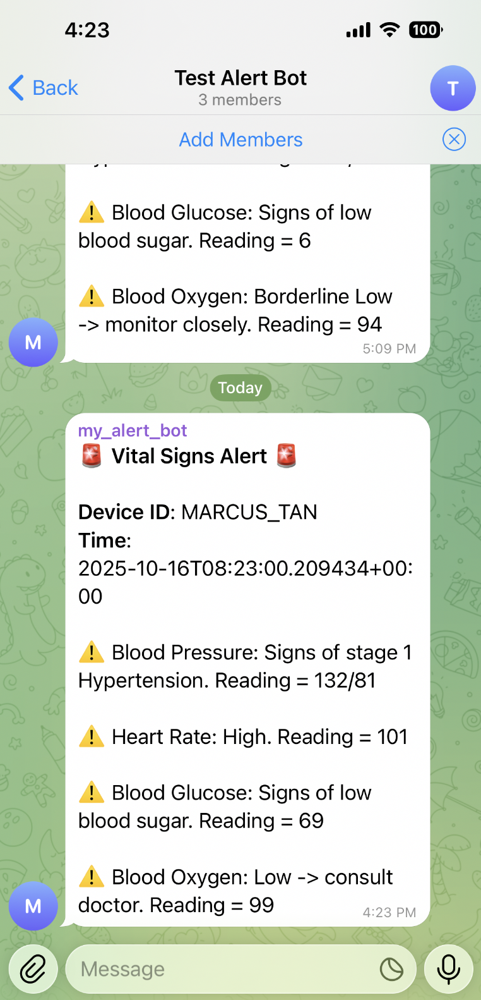 4:23
100
Back
Test Alert Bot
3 members
T
Add Members
⚠️ Blood Glucose: Signs of low
blood sugar. Reading = 6
⚠️ Blood Oxygen: Borderline Low
-> monitor closely. Reading = 94
5:09 PM
M
Today
my_alert_bot
🚨 Vital Signs Alert 🚨
Device ID: MARCUS_TAN
Time:
2025-10-16T08:23:00.209434+00:
00
⚠️ Blood Pressure: Signs of stage 1
Hypertension. Reading = 132/81
⚠️ Heart Rate: High. Reading = 101
⚠️ Blood Glucose: Signs of low
blood sugar. Reading = 69
⚠️ Blood Oxygen: Low -> consult
doctor. Reading = 99
4:23 PM
M
Message